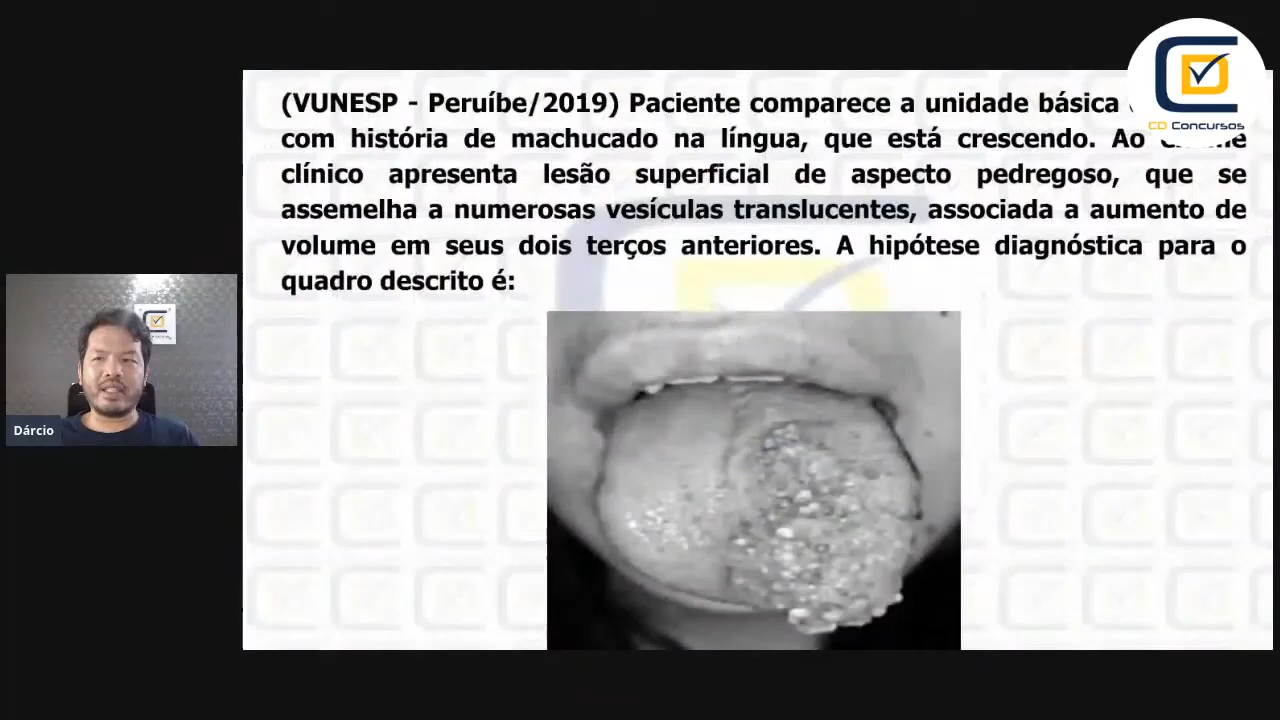 (VUNESP - Peruíbe/2019) Paciente comparece a unidade básica
com história de machucado na língua, que está crescendo. Ao
clínico apresenta lesão superficial de aspecto pedregoso, que se
assemelha a numerosas vesículas translucentes, associada a aumento de
volume em seus dois terços anteriores. A hipótese diagnóstica para o
quadro descrito é:
CD Concursos
Dárcio